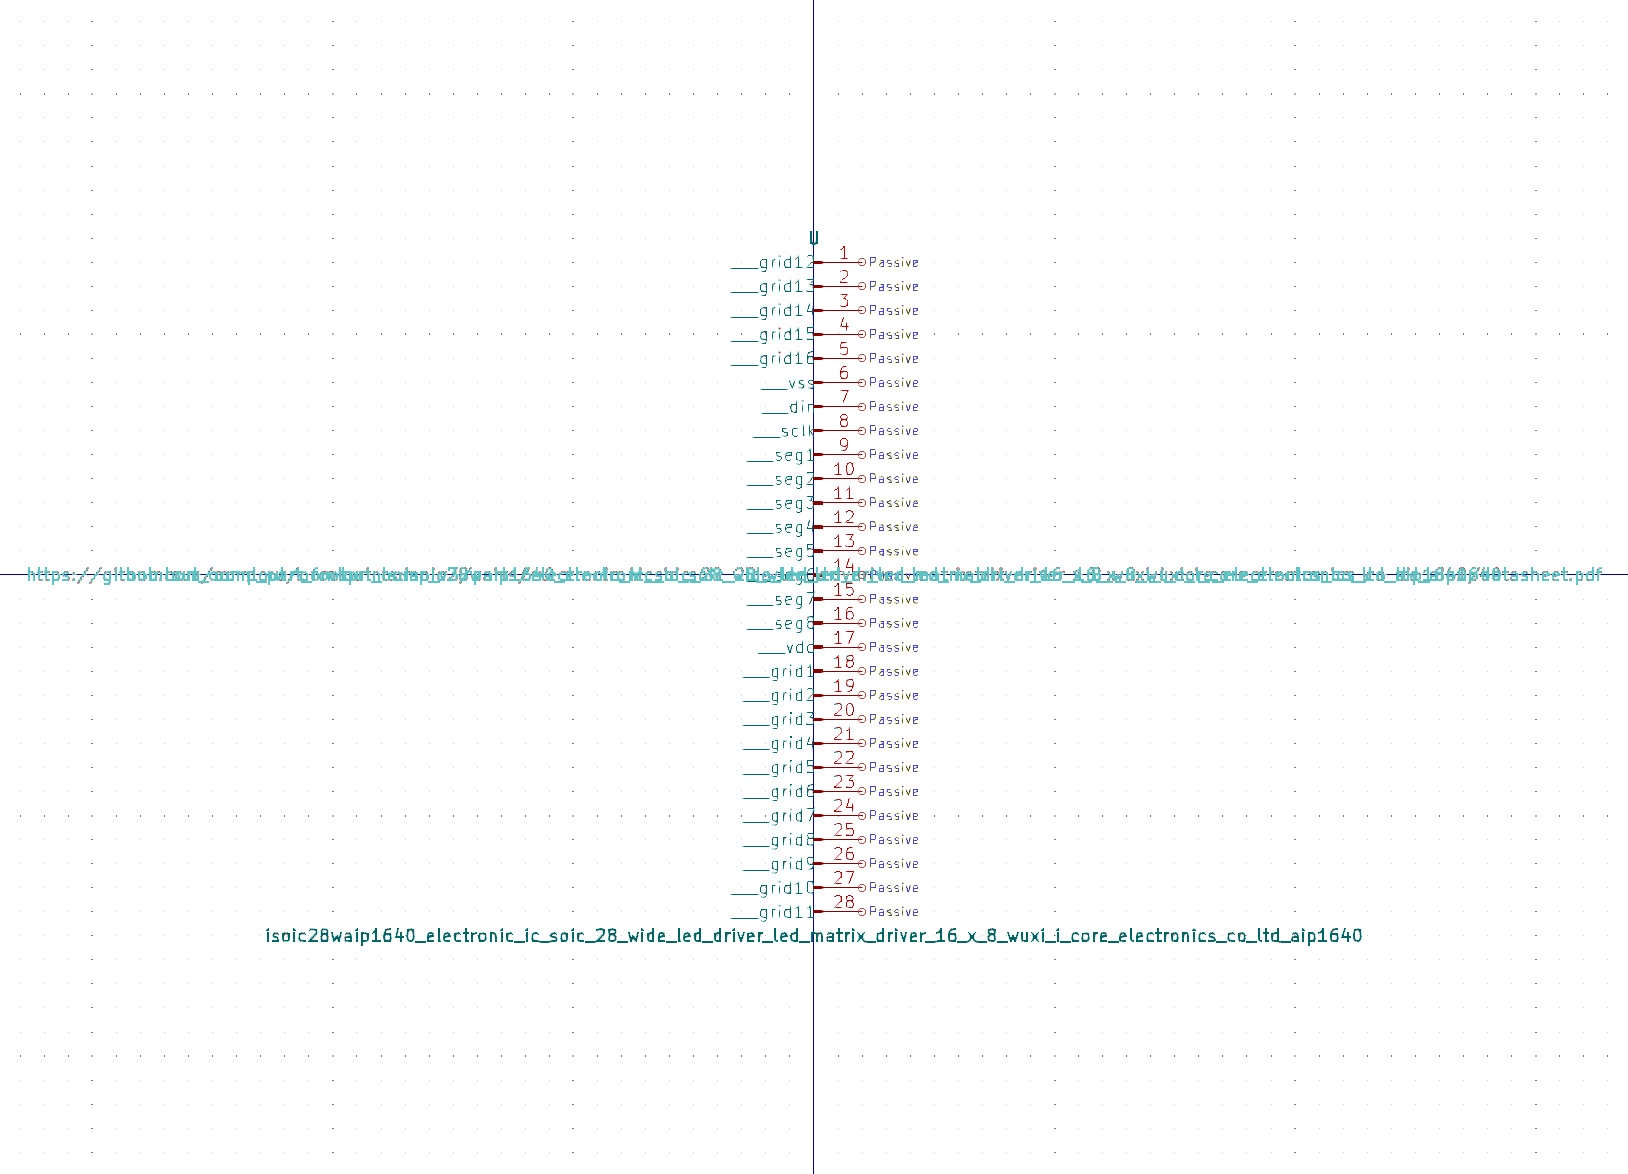 U
___grid12 1 Passive
___grid13 2 Passive
___grid14 3 Passive
___grid15 4 Passive
___grid16 5 Passive
___vss 6 Passive
___din 7 Passive
___sclk 8 Passive
___seg1 9 Passive
___seg2 10 Passive
___seg3 11 Passive
___seg4 12 Passive
___seg5 13 Passive
14
___seg7 15 Passive
___seg8 16 Passive
___vdd 17 Passive
___grid1 18 Passive
___grid2 19 Passive
___grid3 20 Passive
___grid4 21 Passive
___grid5 22 Passive
___grid6 23 Passive
___grid7 24 Passive
___grid8 25 Passive
___grid9 26 Passive
___grid10 27 Passive
___grid11 28 Passive
isoic28waip1640_electronic_ic_soic_28_wide_led_driver_led_matrix_driver_16_x_8_wuxi_i_core_electronics_co_ltd_aip1640